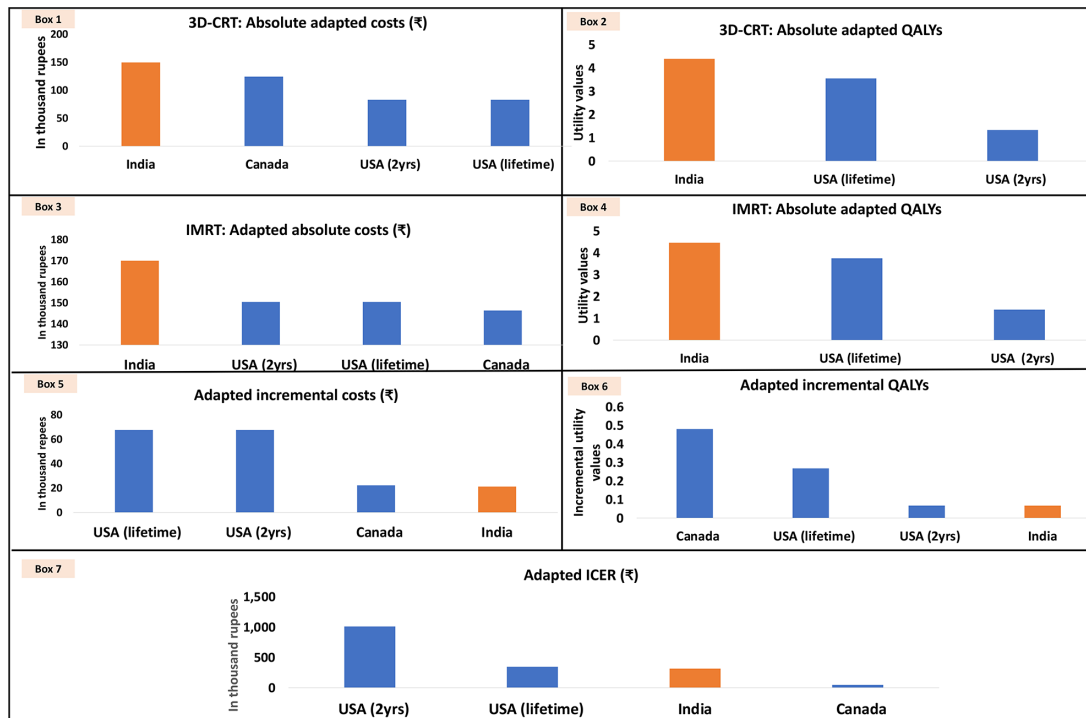 Box 1
3D-CRT: Absolute adapted costs (₹)
In thousand rupees
200
150
100
50
0
India
Canada
USA (2yrs)
USA (lifetime)
Box 2
3D-CRT: Absolute adapted QALYs
Utility values
5
4
3
2
1
0
India
USA (lifetime)
USA (2yrs)
Box 3
IMRT: Adapted absolute costs (₹)
In thousand rupees
180
170
160
150
140
130
India
USA (2yrs)
USA (lifetime)
Canada
Box 4
IMRT: Absolute adapted QALYs
Utility values
5
4
3
2
1
0
India
USA (lifetime)
USA (2yrs)
Box 5
Adapted incremental costs (₹)
In thousand repees
80
60
40
20
0
USA (lifetime)
USA (2yrs)
Canada
India
Box 6
Adapted incremental QALYs
Incremental utility
values
0.6
0.5
0.4
0.3
0.2
0.1
0
Canada
USA (lifetime)
USA (2yrs)
India
Box 7
Adapted ICER (₹)
In thousand rupees
1,500
1,000
500
0
USA (2yrs)
USA (lifetime)
India
Canada